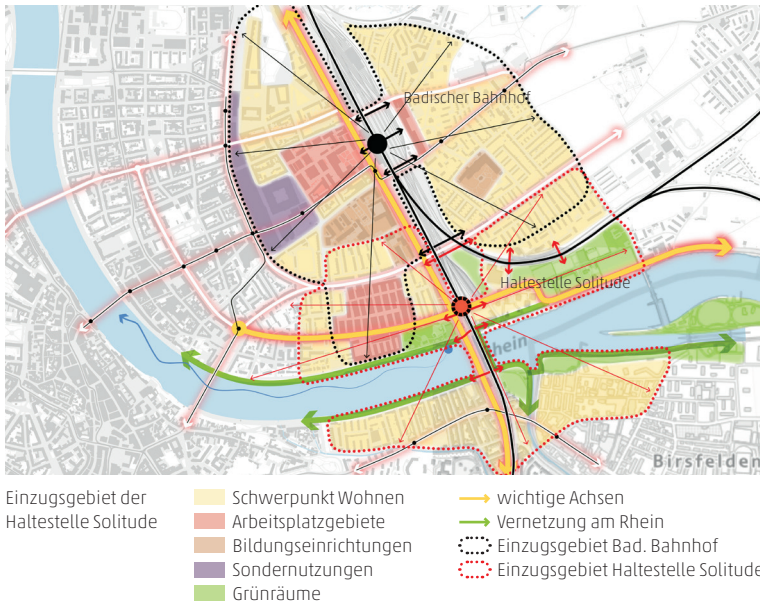 Badischer Bahnhof
Haltestelle Solitude
Rhein
Birsfelden
Einzugsgebiet der
Haltestelle Solitude
Schwerpunkt Wohnen
Arbeitsplatzgebiete
Bildungseinrichtungen
Sondernutzungen
Grünräume
wichtige Achsen
Vernetzung am Rhein
Einzugsgebiet Bad. Bahnhof
Einzugsgebiet Haltestelle Solitude